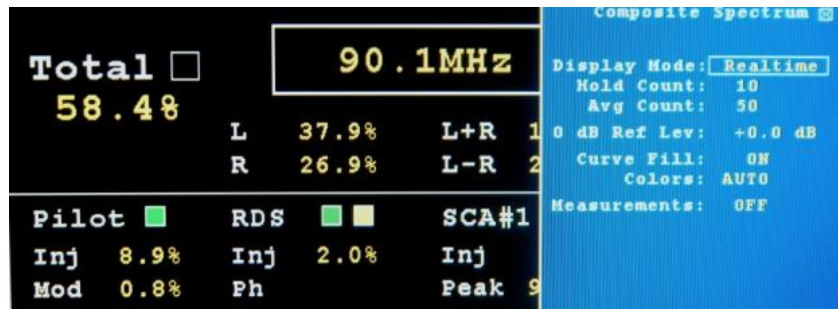 Total
58.4%
90.1MHz
L 37.9% L+R 1
R 26.9% L-R 2
Pilot RDS SCA#1
Inj 8.9% Inj 2.0% Inj
Mod 0.8% Ph Peak 9
Composite Spectrum
Display Mode: Realtime
Hold Count: 10
Avg Count: 50
0 dB Ref Lev: +0.0 dB
Curve Fill: ON
Colors: AUTO
Measurements: OFF